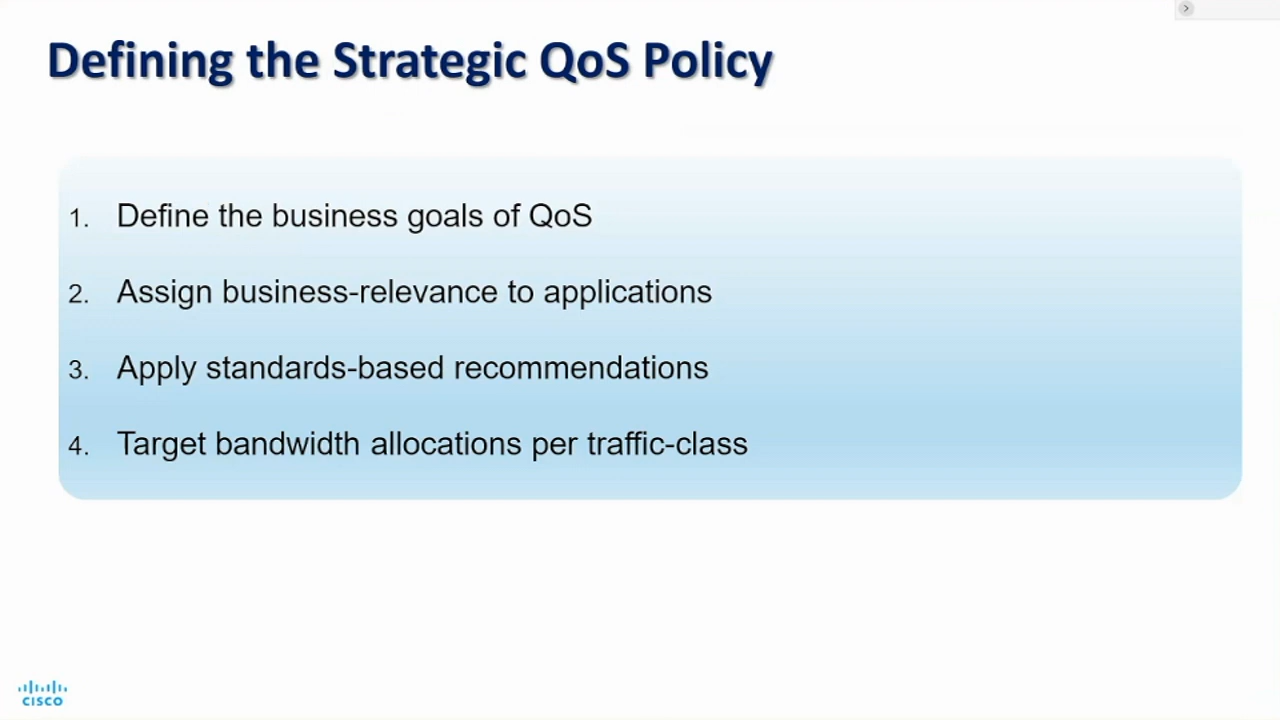 Defining the Strategic QoS Policy
1. Define the business goals of QoS
2. Assign business-relevance to applications
3. Apply standards-based recommendations
4. Target bandwidth allocations per traffic-class
CISCO